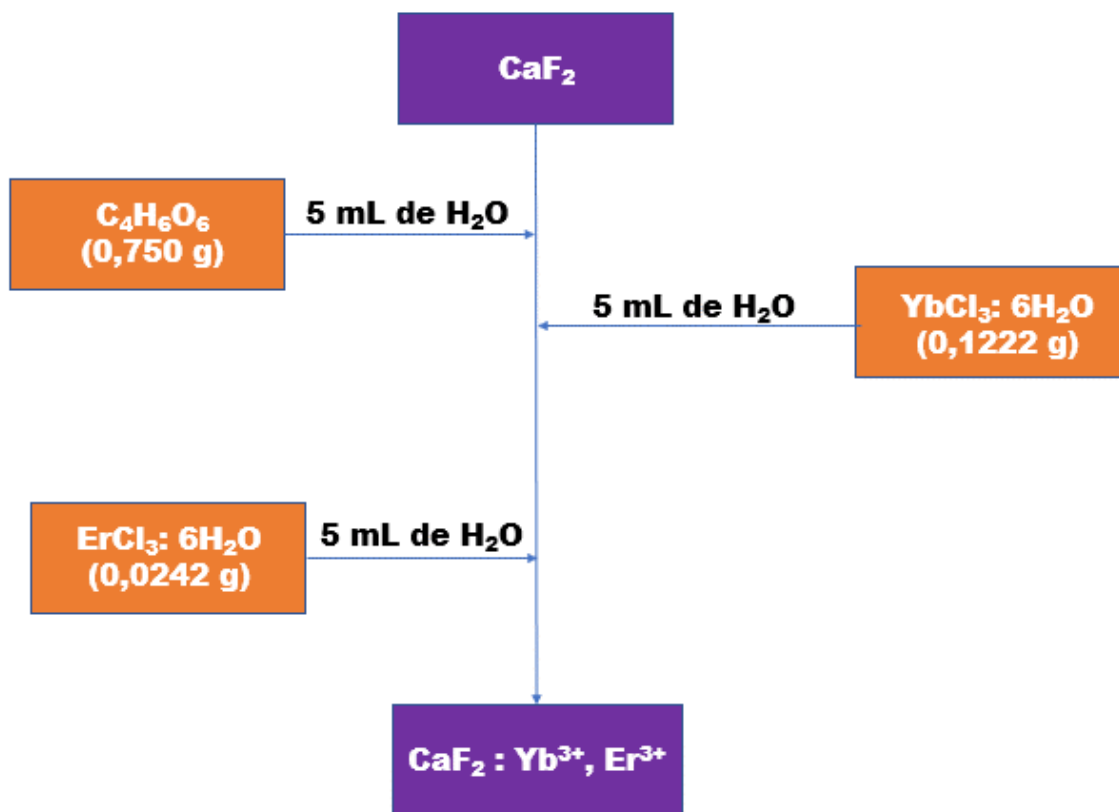 CaF₂
C₄H₆O₆
(0,750 g)
5 mL de H₂O
5 mL de H₂O
YbCl₃: 6H₂O
(0,1222 g)
ErCl₃: 6H₂O
(0,0242 g)
5 mL de H₂O
CaF₂ : Yb³⁺, Er³⁺